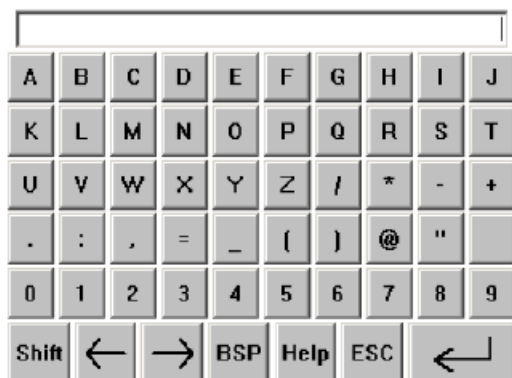 A B C D E F G H I J
K L M N O P Q R S T
U V W X Y Z / * - +
. : , = _ ( ) @ "
0 1 2 3 4 5 6 7 8 9
Shift ← → BSP Help ESC ↵